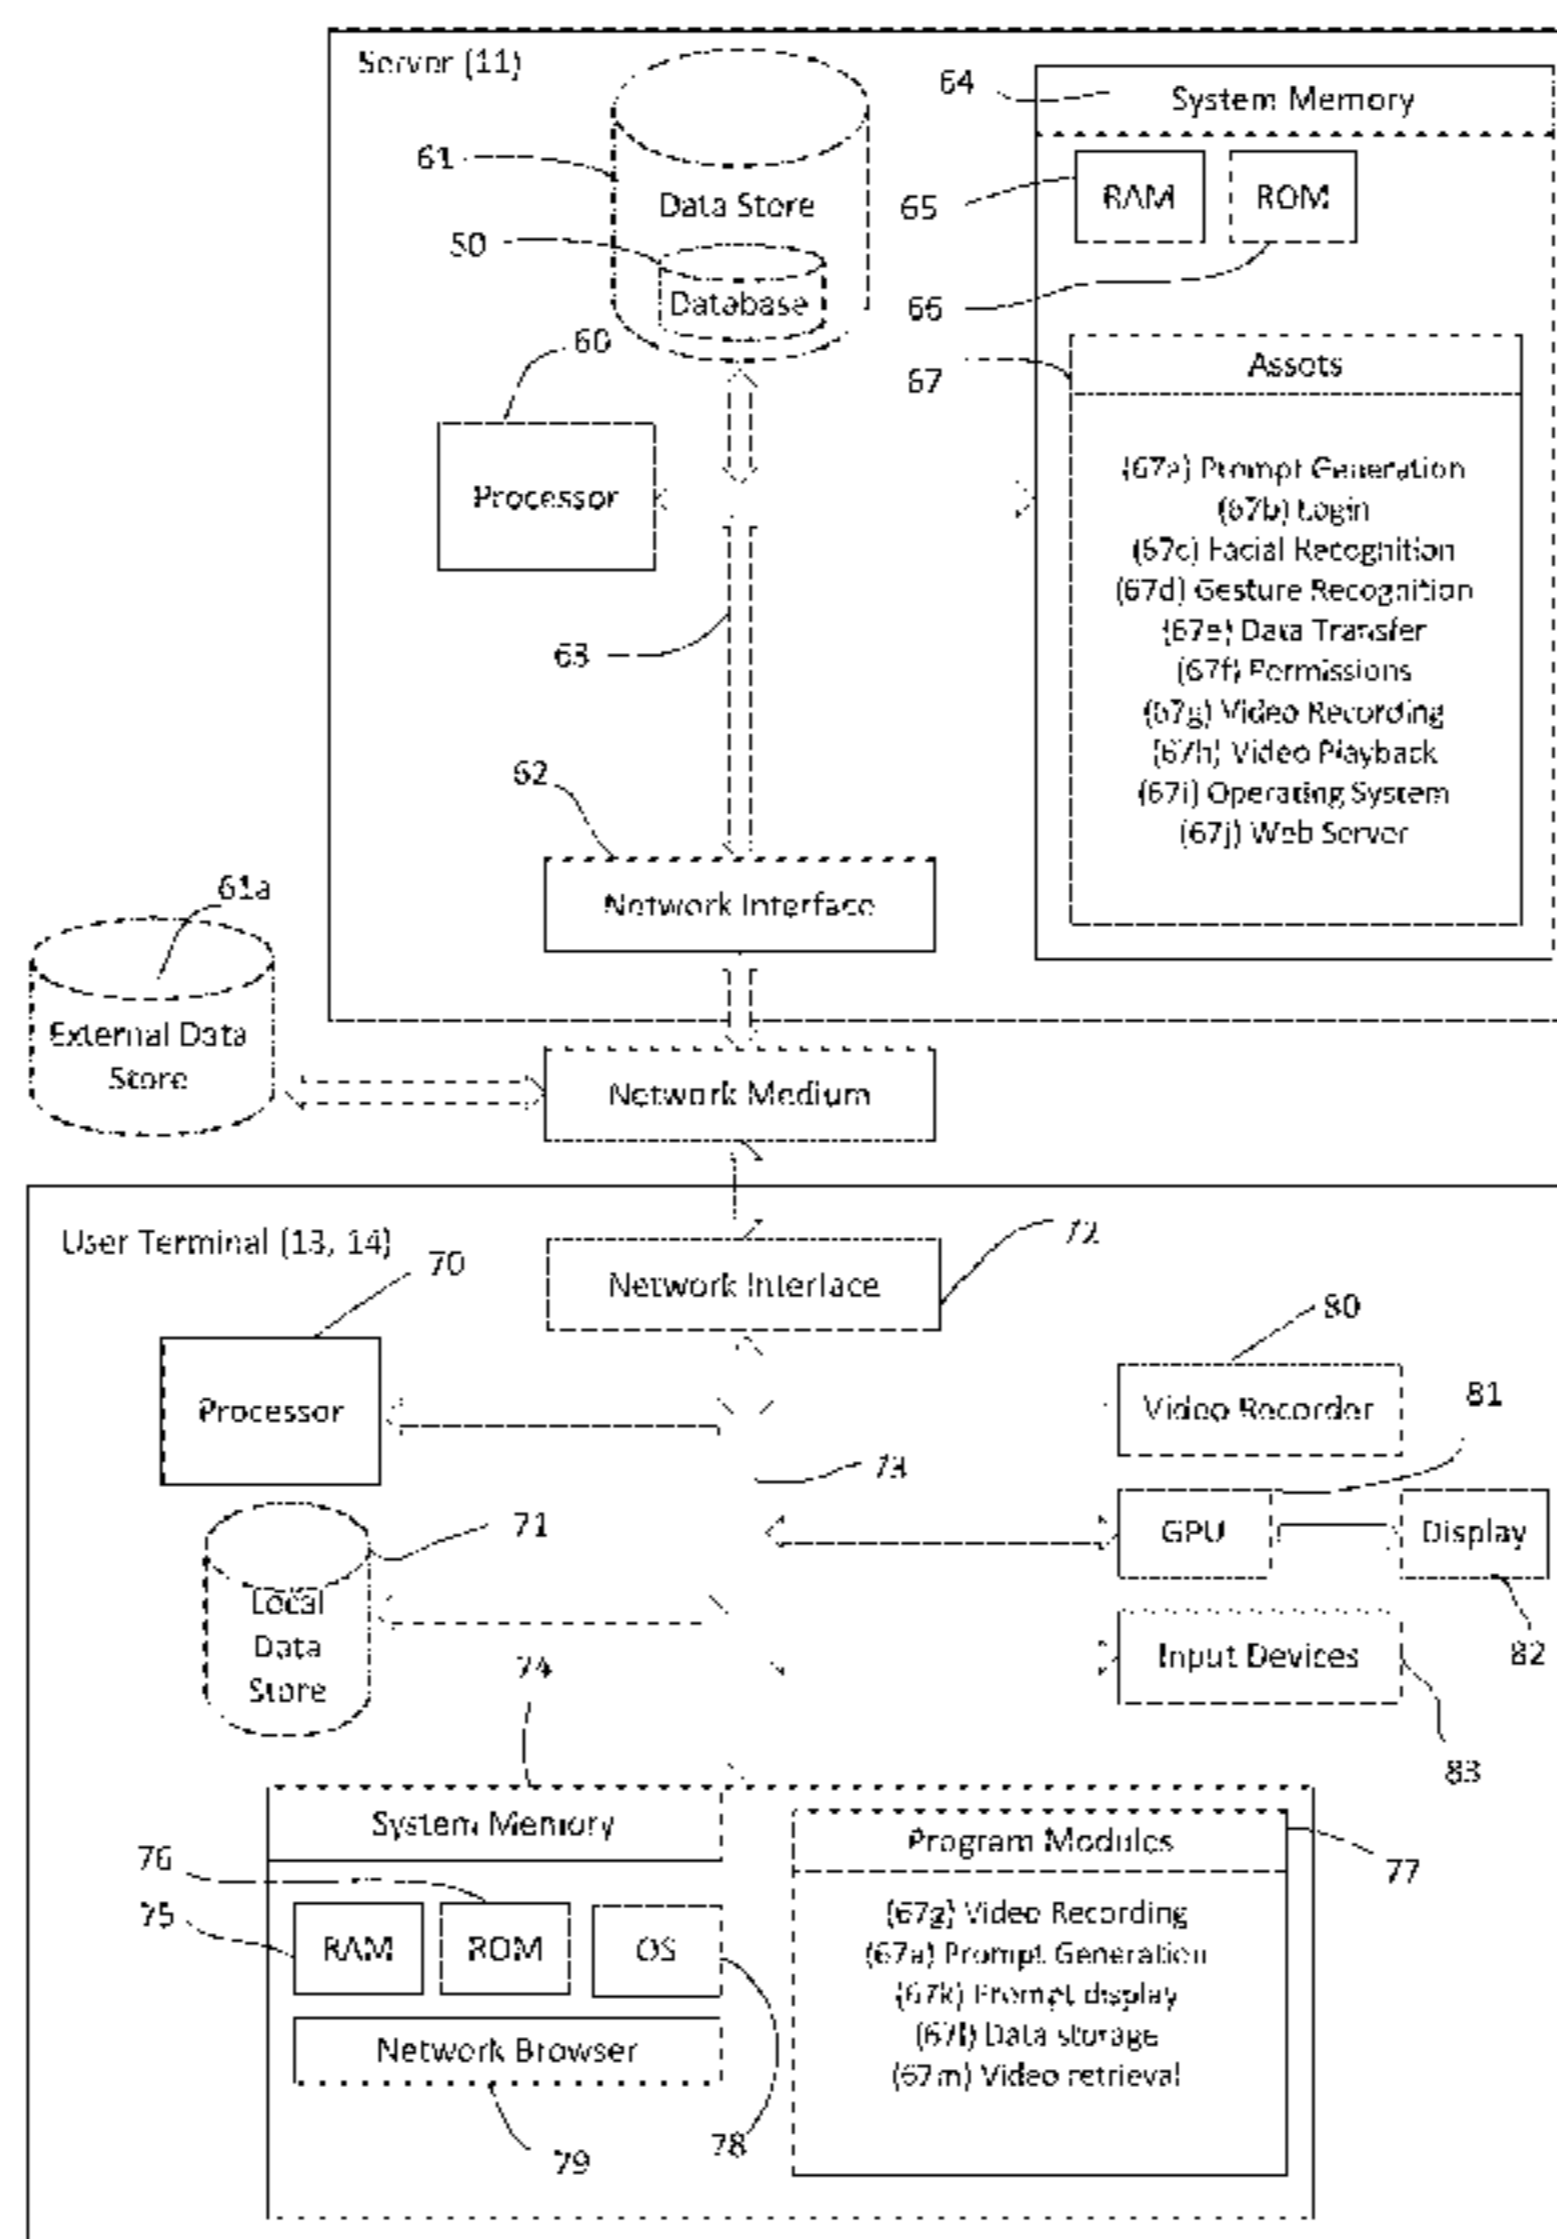 Server (11)
64
System Memory
61
Data Store
65
RAM
ROM
50
Database
66
60
67
Assets
Processor
(67a) Prompt Generation
(67b) Login
(67c) Facial Recognition
(67d) Gesture Recognition
(67e) Data Transfer
(67f) Permissions
(67g) Video Recording
(67h) Video Playback
(67i) Operating System
(67j) Web Server
63
62
Network Interface
61a
External Data
Store
Network Medium
User Terminal (13, 14)
70
72
Network Interface
80
Processor
Video Recorder
81
73
71
GPU
Display
Local
Data
Store
74
Input Devices
82
83
System Memory
Program Modules
76
77
75
RAM
ROM
OS
(67g) Video Recording
(67a) Prompt Generation
(67k) Prompt display
(67l) Data storage
(67m) Video retrieval
Network Browser
78
79